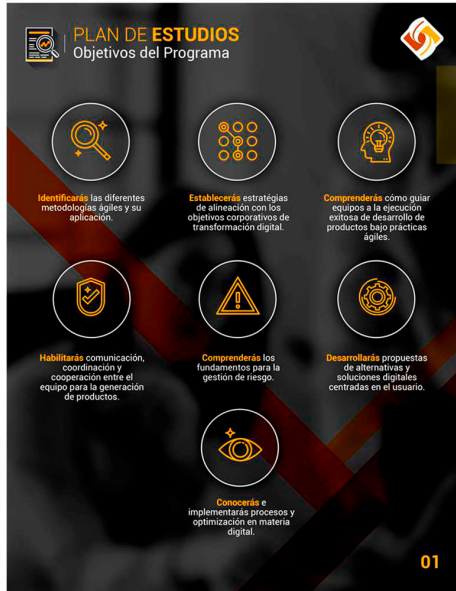 PLAN DE ESTUDIOS
Objetivos del Programa
Identificarás las diferentes
metodologías ágiles y su
aplicación.
Establecerás estratégias
de alineación con los
objetivos corporativos de
transformación digital.
Comprenderás cómo guiar
equipos a la ejecución
exitosa de desarrollo de
productos bajo prácticas
ágiles.
Habilitarás comunicación,
coordinación y
cooperación entre el
equipo para la generación
de productos.
Comprenderás los
fundamentos para la
gestión de riesgo.
Desarrollarás propuestas
de alternativas y
soluciones digitales
centradas en el usuario.
Conocerás e
implementarás procesos y
optimización en materia
digital.
01